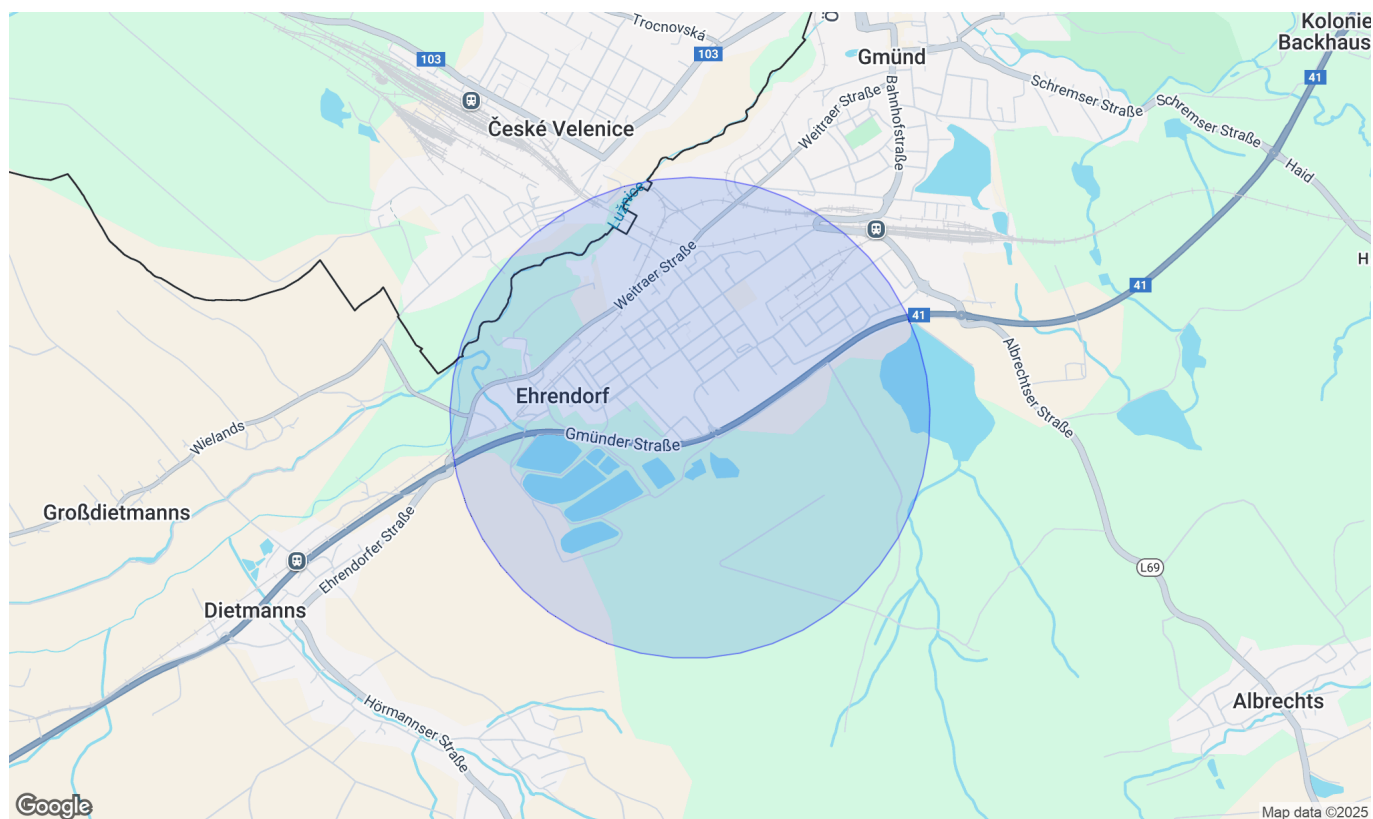 Trocnovská
103
103
Kolonie
Backhaus
Gmünd
41
Weitraer Straße
Bahnhofstraße
Schremser Straße
Schremser Straße
Haid
České Velenice
Lužnice
H
Weitraer Straße
41
41
Albrechtser Straße
Ehrendorf
Gmünder Straße
Wielands
Großdietmanns
Ehrendorfer Straße
L69
Dietmanns
Albrechts
Hörmannser Straße
Google
Map data ©2025